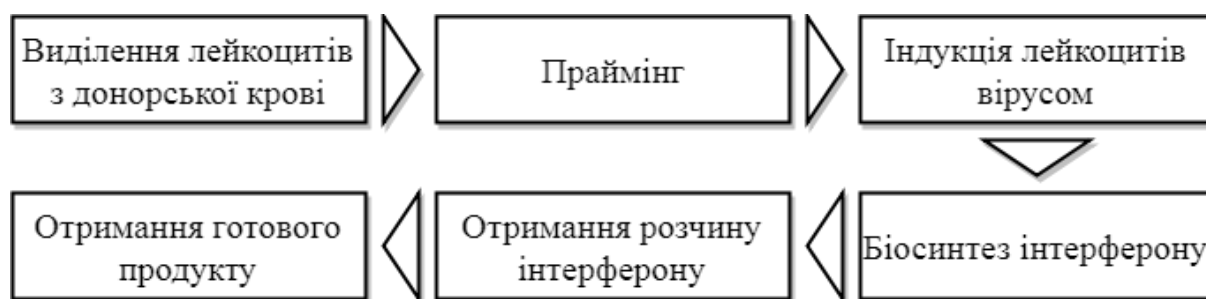 Виділення лейкоцитів
з донорської крові
Праймінг
Індукція лейкоцитів
вірусом
Біосинтез інтерферону
Отримання розчину
інтерферону
Отримання готового
продукту